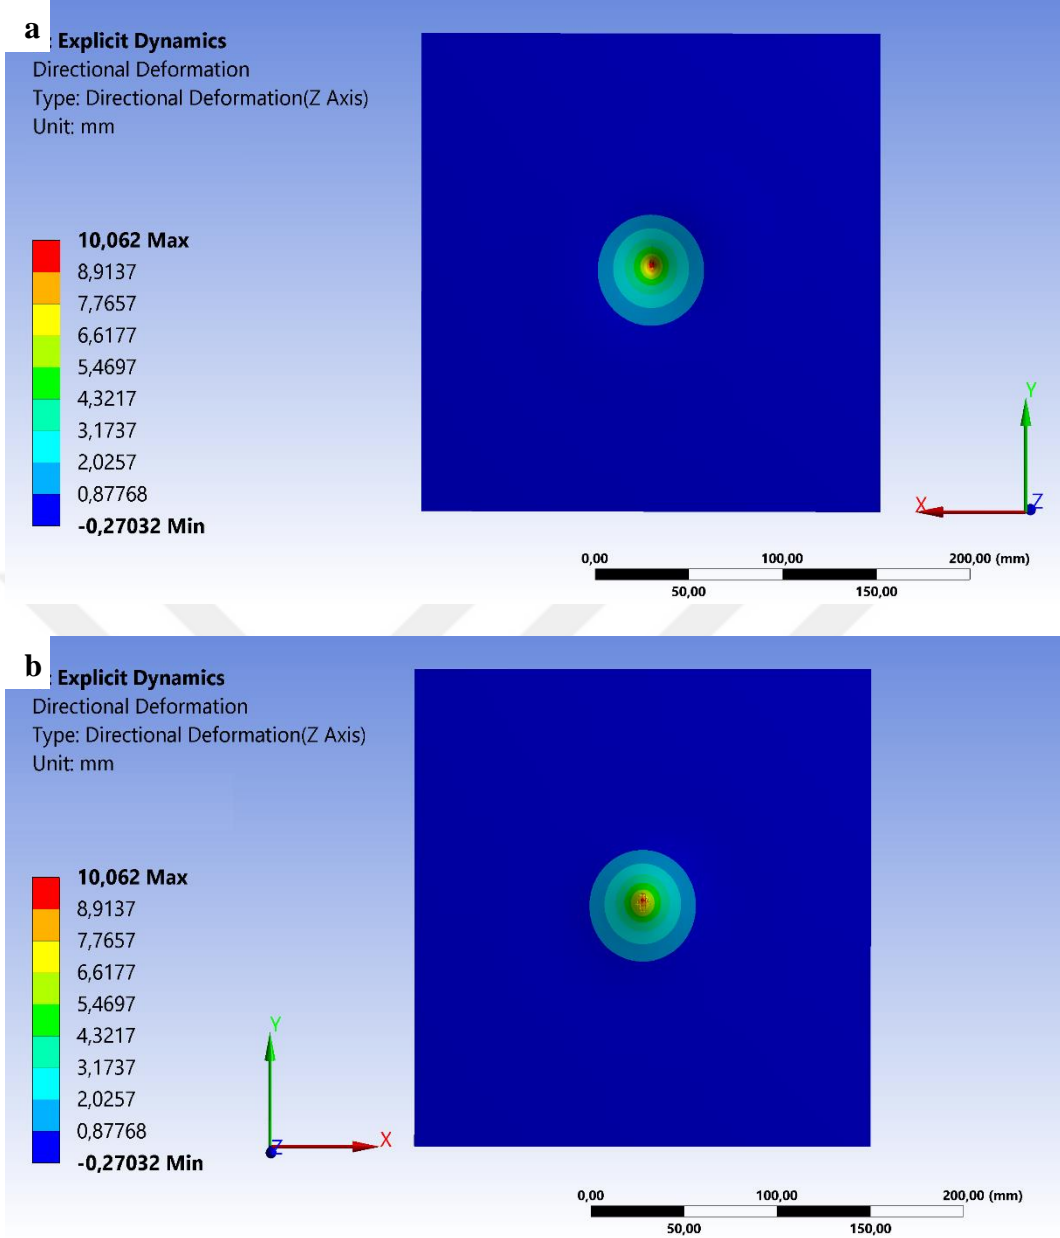 a
: Explicit Dynamics
Directional Deformation
Type: Directional Deformation(Z Axis)
Unit: mm
10,062 Max
8,9137
7,7657
6,6177
5,4697
4,3217
3,1737
2,0257
0,87768
-0,27032 Min
Y
X
Z
0,00 100,00 200,00 (mm)
50,00 150,00
b
: Explicit Dynamics
Directional Deformation
Type: Directional Deformation(Z Axis)
Unit: mm
10,062 Max
8,9137
7,7657
6,6177
5,4697
4,3217
3,1737
2,0257
0,87768
-0,27032 Min
Y
Z
X
0,00 100,00 200,00 (mm)
50,00 150,00